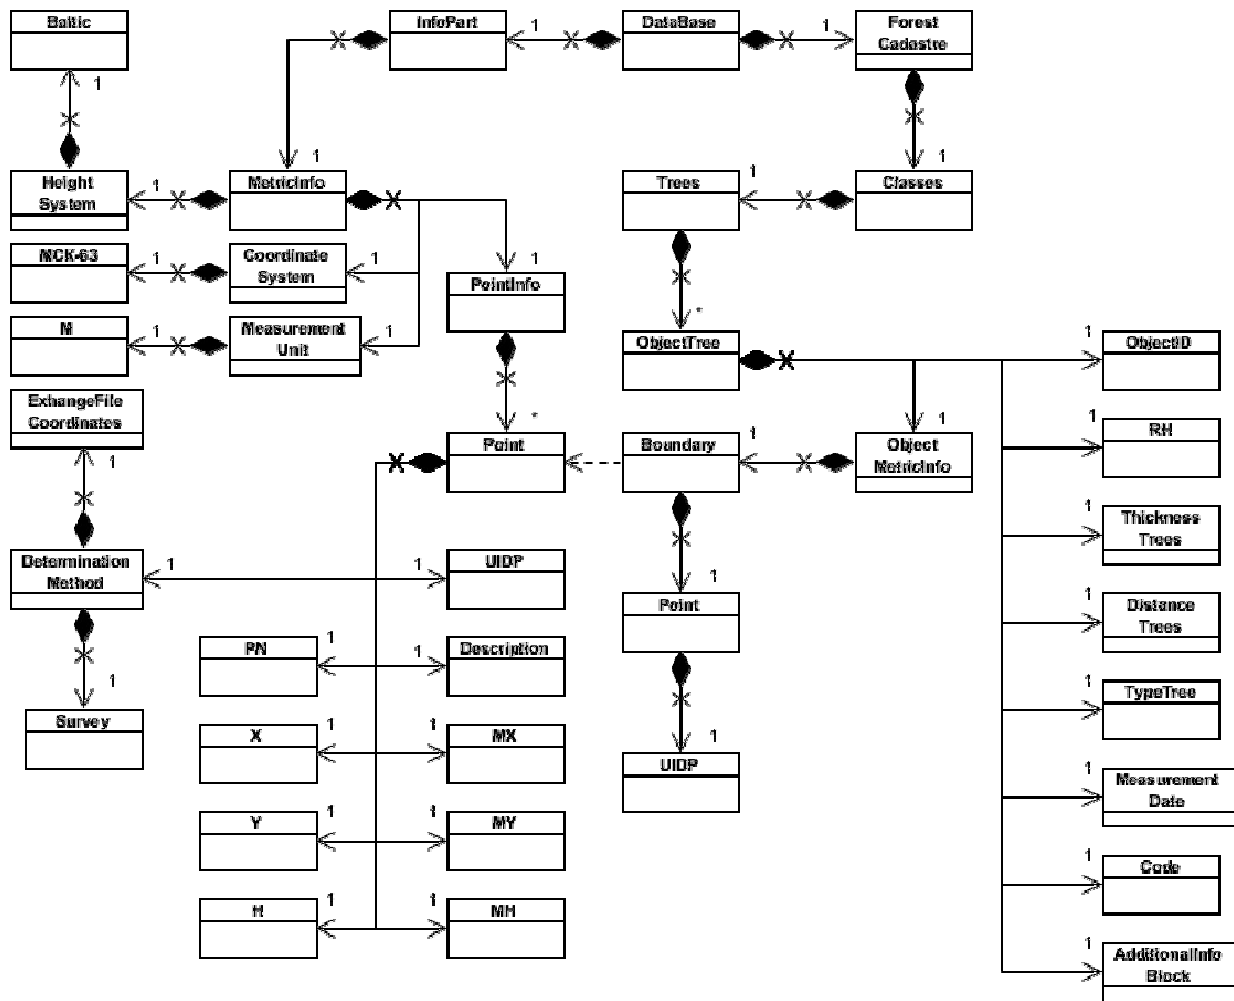 Baltic
InfoPart
DataBase
Forest
Cadastre
1
1
1
1
1
Height
System
MetricInfo
Trees
Classes
1
1
MCK-63
Coordinate
System
PointInfo
1
1
1
M
Measurement
Unit
ObjectTree
ObjectID
1
1
*
1
ExhangeFile
Coordinates
Point
Boundary
Object
MetricInfo
RH
1
*
1
1
1
Thickness
Trees
1
Determination
Method
UIDP
Point
Distance
Trees
1
1
1
1
PN
Description
TypeTree
1
1
1
Survey
1
X
MX
UIDP
Measurement
Date
1
1
1
1
Y
MY
Code
1
1
1
H
MH
AdditionalInfo
Block
1
1
1